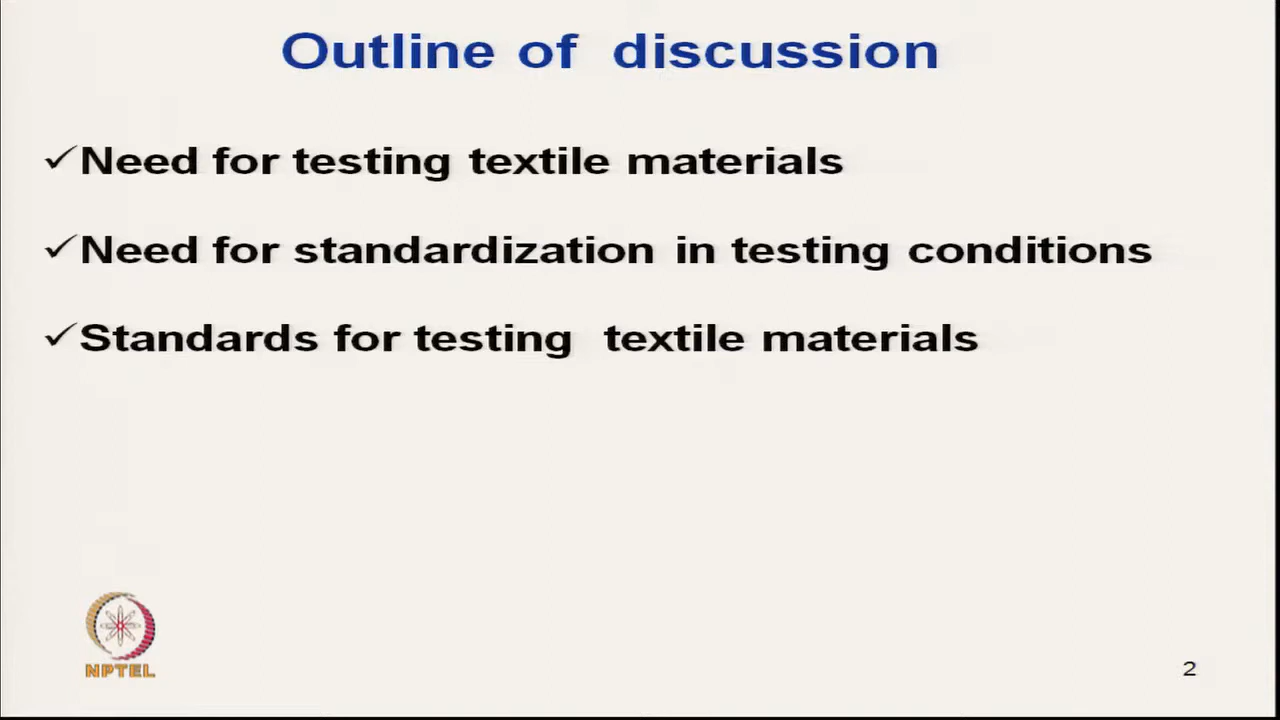 Outline of discussion
✓Need for testing textile materials
✓Need for standardization in testing conditions
✓Standards for testing textile materials
NPTEL
2